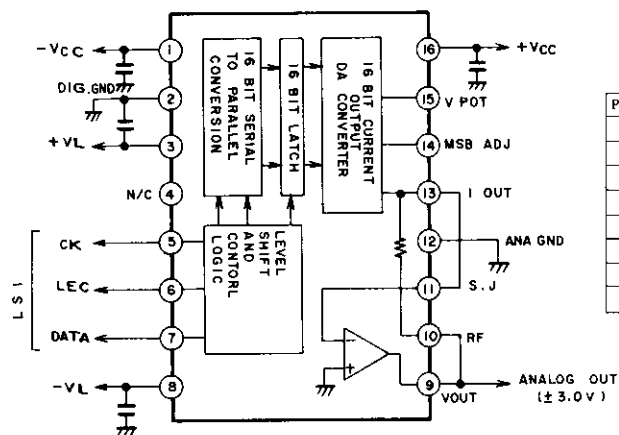 -VCC
DIG.GND
+VL
N/C
CK
LEC
DATA
-VL
LSI
1
2
3
4
5
6
7
8
16 BIT SERIAL
TO PARALLEL
CONVERSION
16 BIT LATCH
16 BIT CURRENT
OUTPUT
DA CONVERTER
LEVEL
SHIFT
AND
CONTORL
LOGIC
-
+
16
15
14
13
12
11
10
9
+VCC
V POT
MSB ADJ
I OUT
ANA GND
S.J
RF
VOUT
ANALOG OUT
(±3.0V)
P